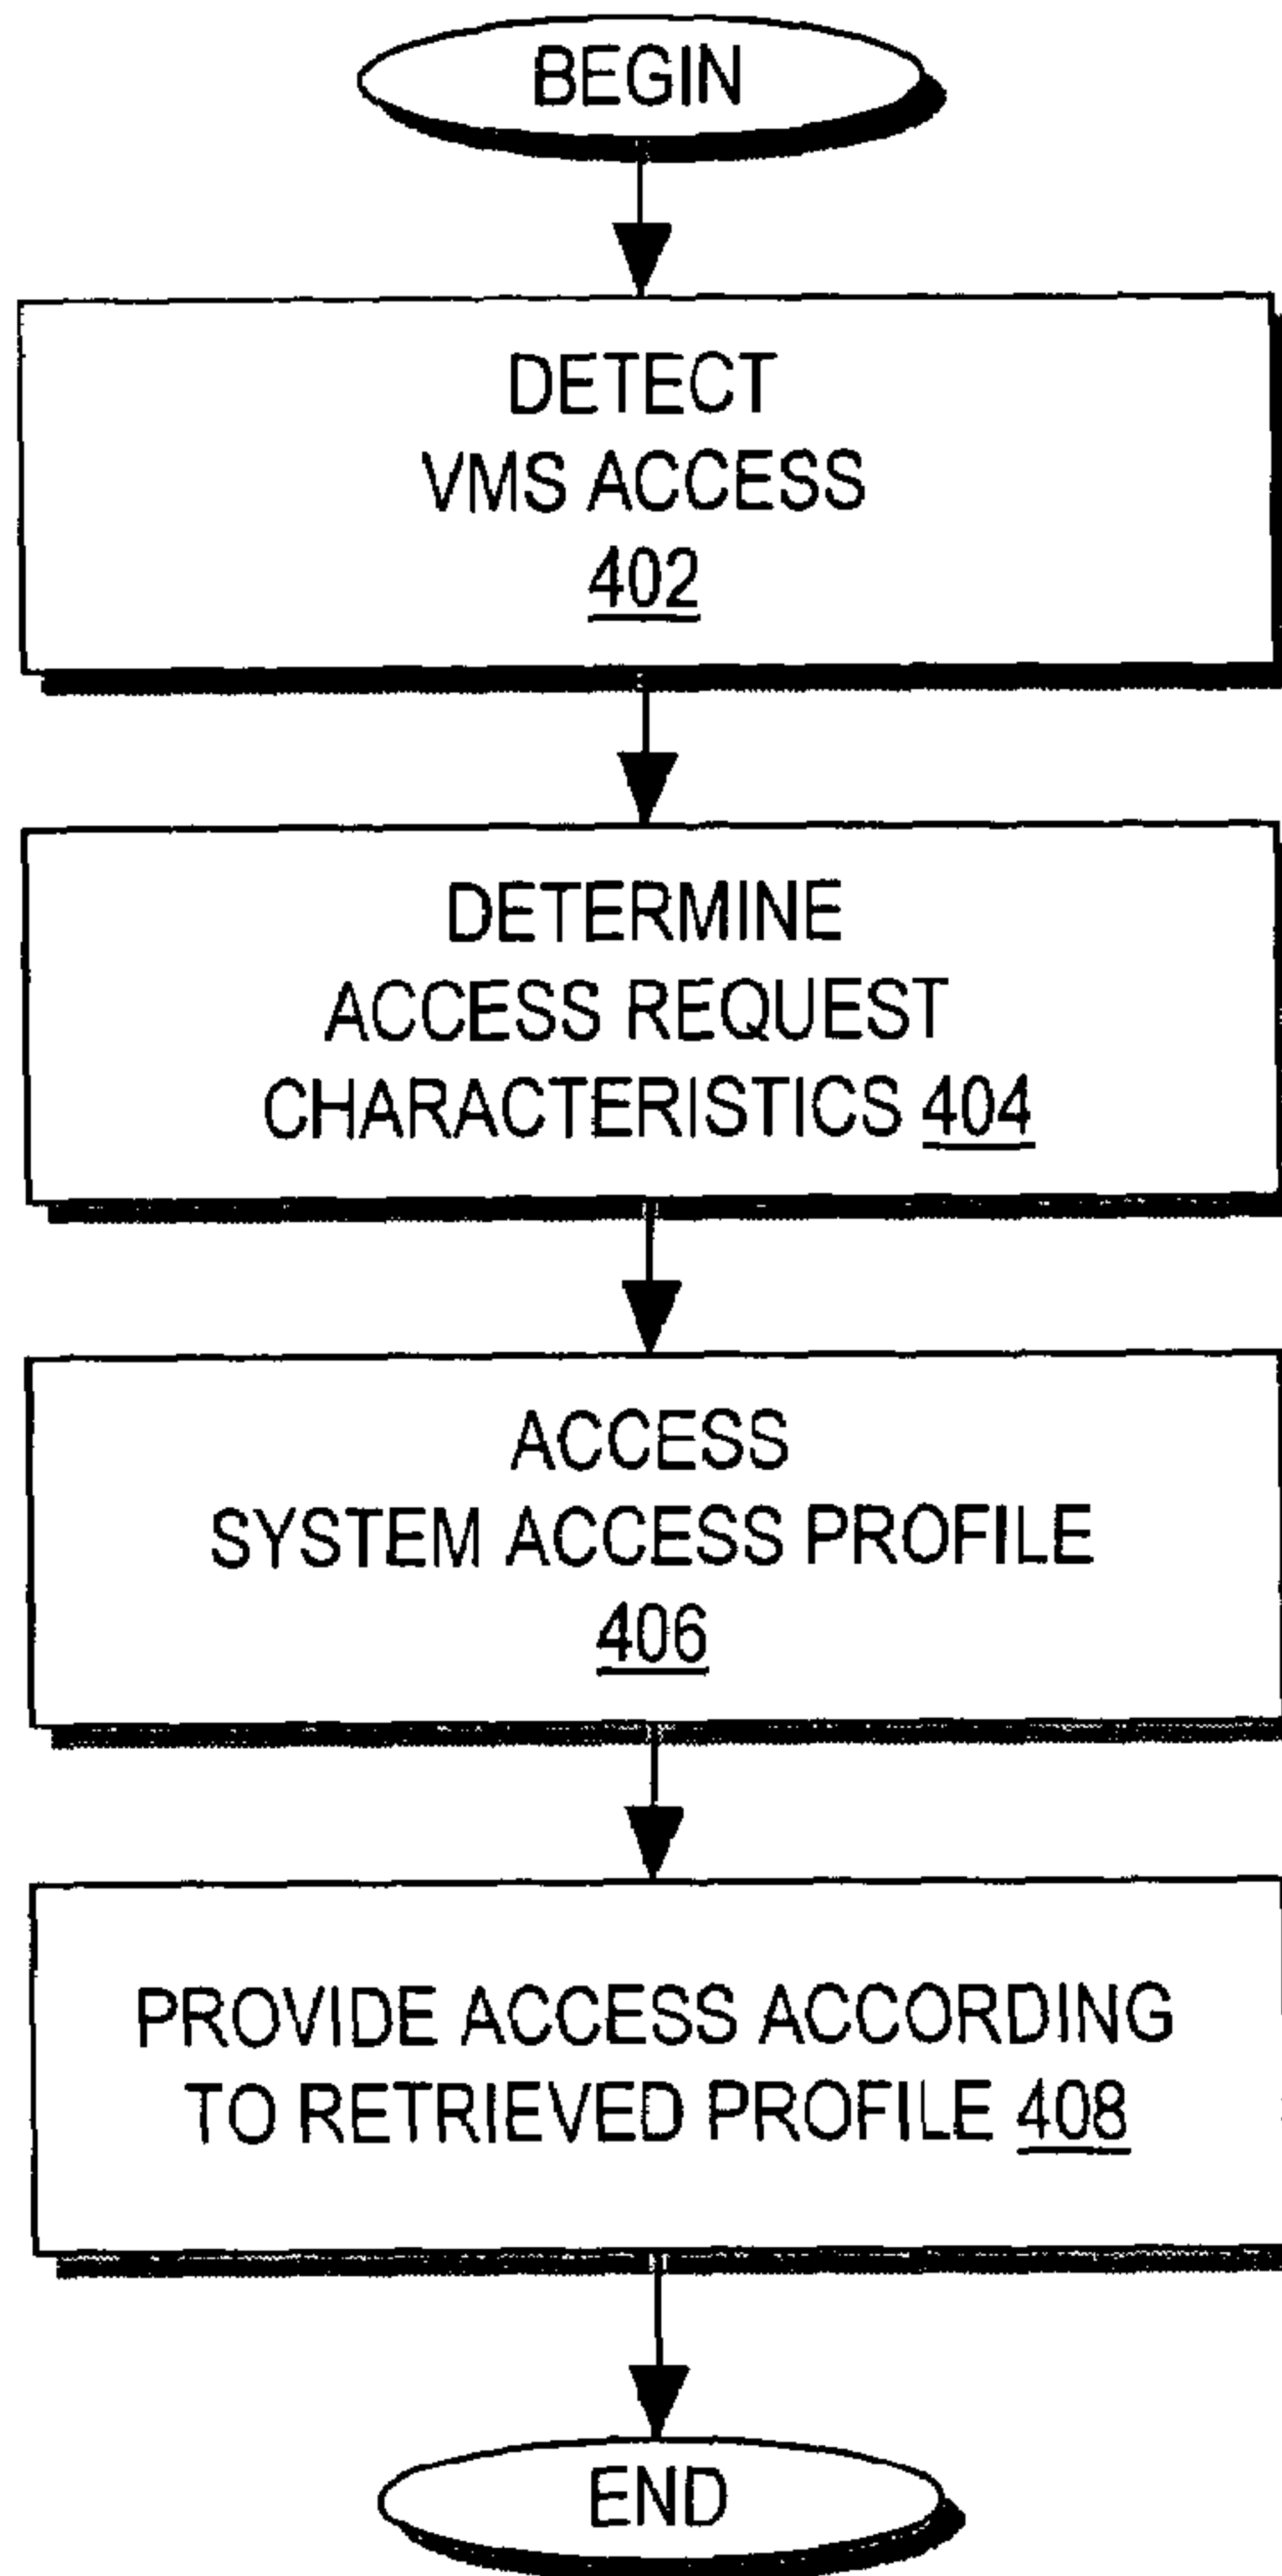 BEGIN
DETECT
VMS ACCESS
402
DETERMINE
ACCESS REQUEST
CHARACTERISTICS 404
ACCESS
SYSTEM ACCESS PROFILE
406
PROVIDE ACCESS ACCORDING
TO RETRIEVED PROFILE 408
END